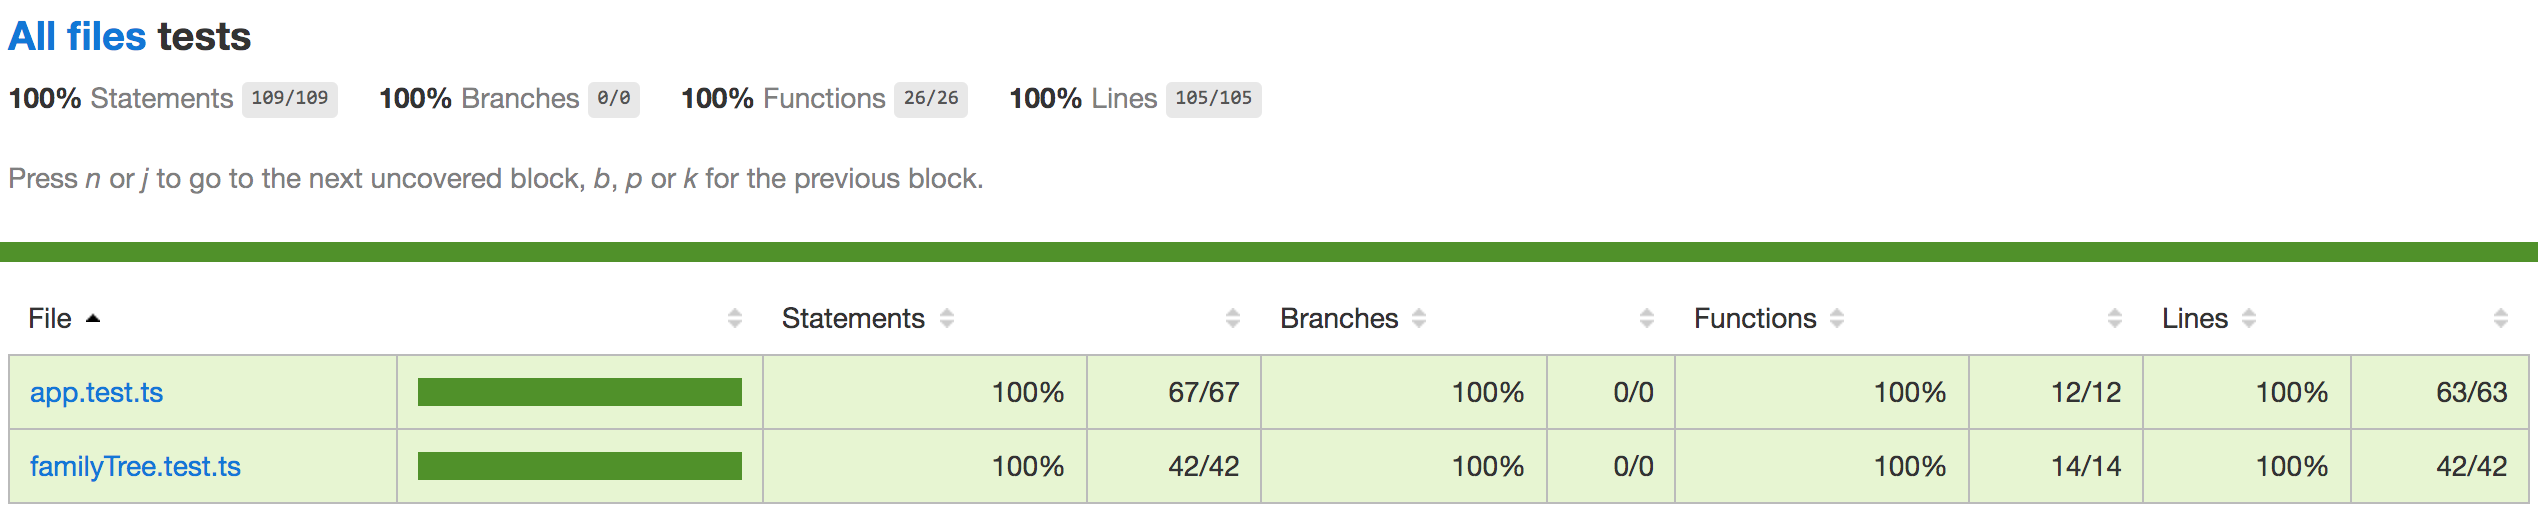 All files tests
100% Statements 109/109 100% Branches 0/0 100% Functions 26/26 100% Lines 105/105
Press n or j to go to the next uncovered block, b, p or k for the previous block.
File Statements Branches Functions Lines
app.test.ts 100% 67/67 100% 0/0 100% 12/12 100% 63/63
familyTree.test.ts 100% 42/42 100% 0/0 100% 14/14 100% 42/42